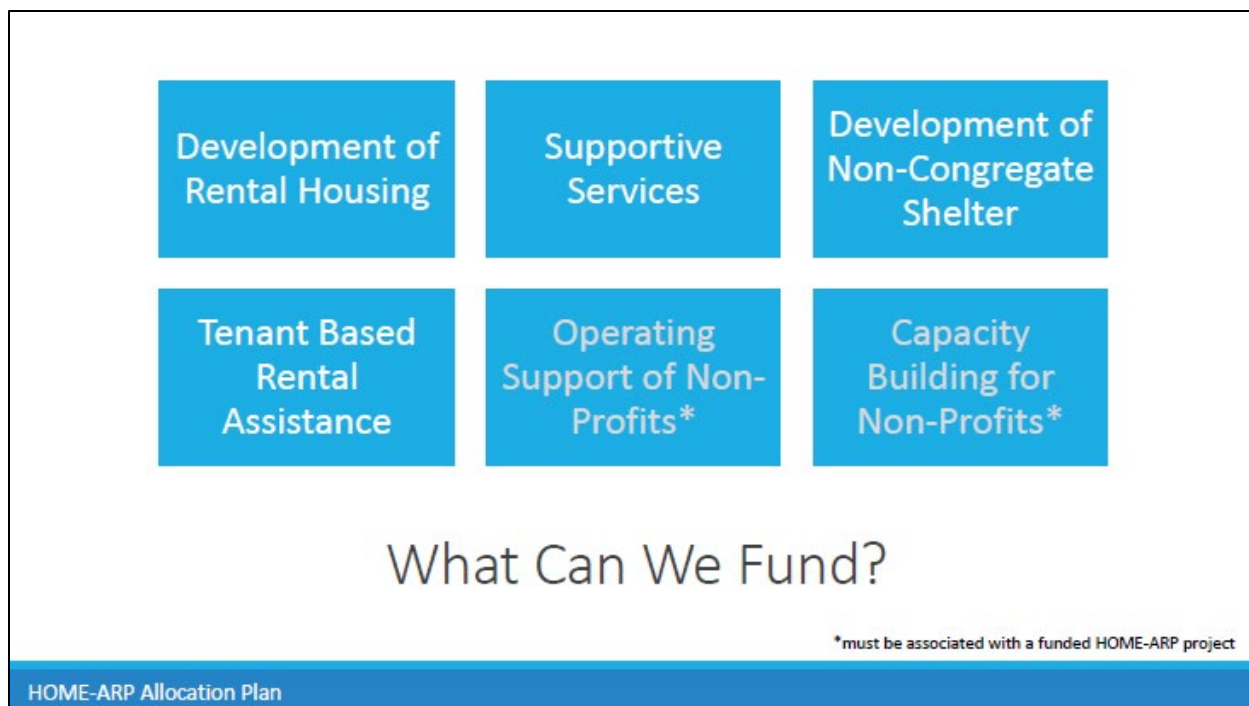 Development of
Rental Housing
Supportive
Services
Development of
Non-Congregate
Shelter
Tenant Based
Rental
Assistance
Operating
Support of Non-
Profits*
Capacity
Building for
Non-Profits*
What Can We Fund?
*must be associated with a funded HOME-ARP project
HOME-ARP Allocation Plan